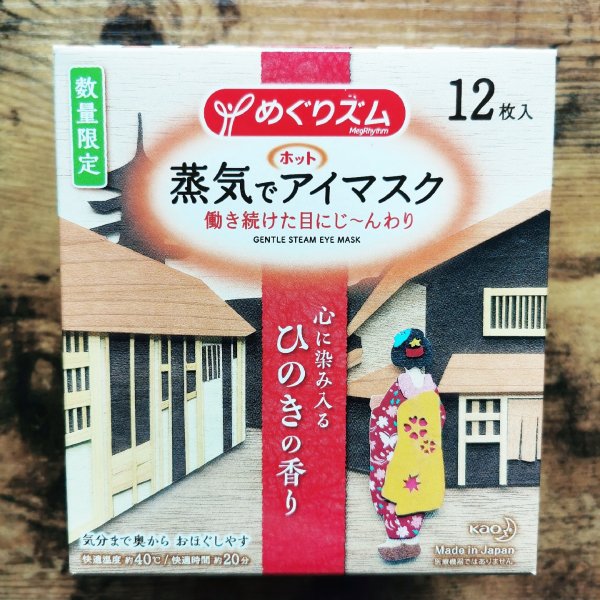 数量限定
めぐりズム
MegRhythm
12枚入
ホット
蒸気でアイマスク
働き続けた目にじ〜んわり
GENTLE STEAM EYE MASK
心に染み入る
ひのきの香り
気分まで奥から おほぐしやす
快適温度 約40℃/快適時間 約20分
Kao
Made in Japan
医療機器ではありません